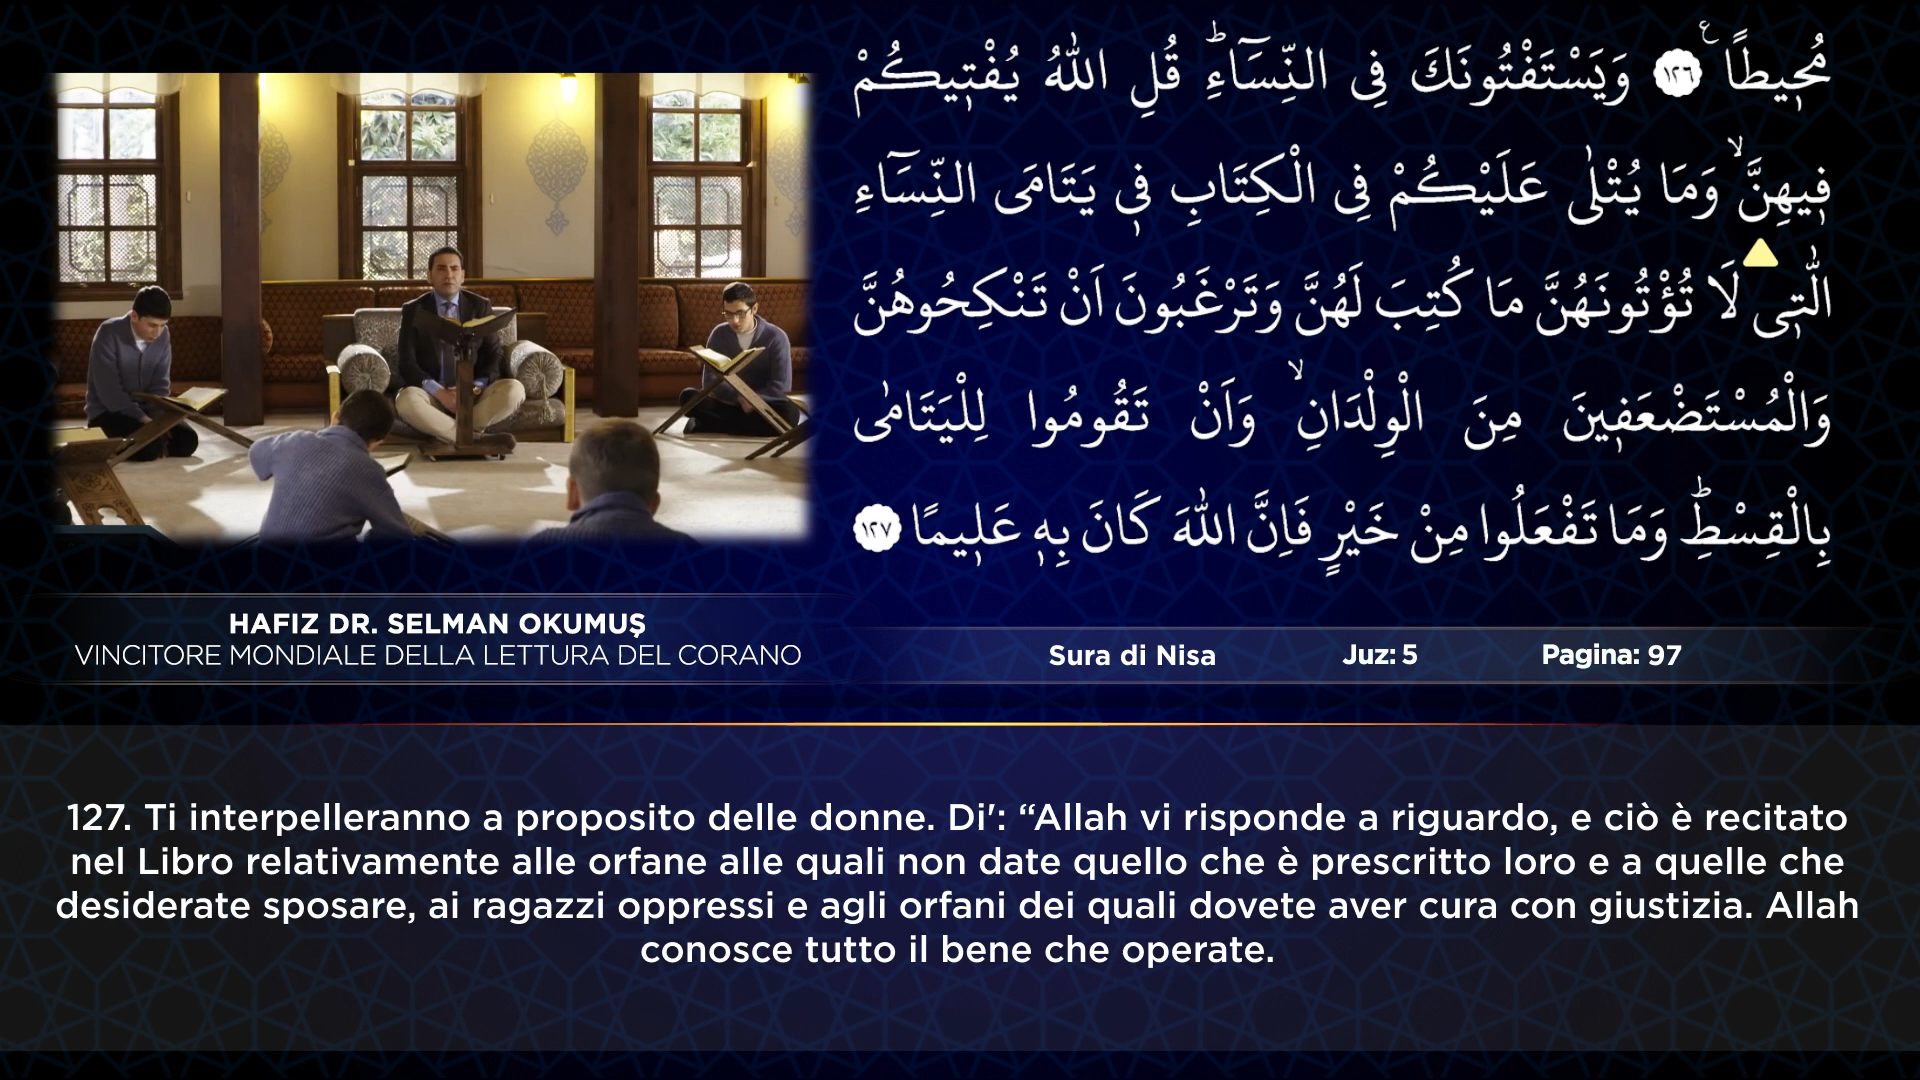 مُحٖيطًاࣖ ﴿١٢٦﴾ وَيَسْتَفْتُونَكَ فِى النِّسَٓاءِؕ قُلِ اللّٰهُ يُفْتٖيكُمْ
فٖيهِنَّۙ وَمَا يُتْلٰى عَلَيْكُمْ فِى الْكِتَابِ فٖى يَتَامَى النِّسَٓاءِ
الّٰتٖى لَا تُؤْتُونَهُنَّ مَا كُتِبَ لَهُنَّ وَتَرْغَبُونَ اَنْ تَنْكِحُوهُنَّ
وَالْمُسْتَضْعَفٖينَ مِنَ الْوِلْدَانِۙ وَاَنْ تَقُومُوا لِلْيَتَامٰى
بِالْقِسْطِؕ وَمَا تَفْعَلُوا مِنْ خَيْرٍ فَاِنَّ اللّٰهَ كَانَ بِهٖ عَلٖيمًا ﴿١٢٧﴾
HAFIZ DR. SELMAN OKUMUŞ
VINCITORE MONDIALE DELLA LETTURA DEL CORANO
Sura di Nisa Juz: 5 Pagina: 97
127. Ti interpelleranno a proposito delle donne. Di': “Allah vi risponde a riguardo, e ciò è recitato
nel Libro relativamente alle orfane alle quali non date quello che è prescritto loro e a quelle che
desiderate sposare, ai ragazzi oppressi e agli orfani dei quali dovete aver cura con giustizia. Allah
conosce tutto il bene che operate.